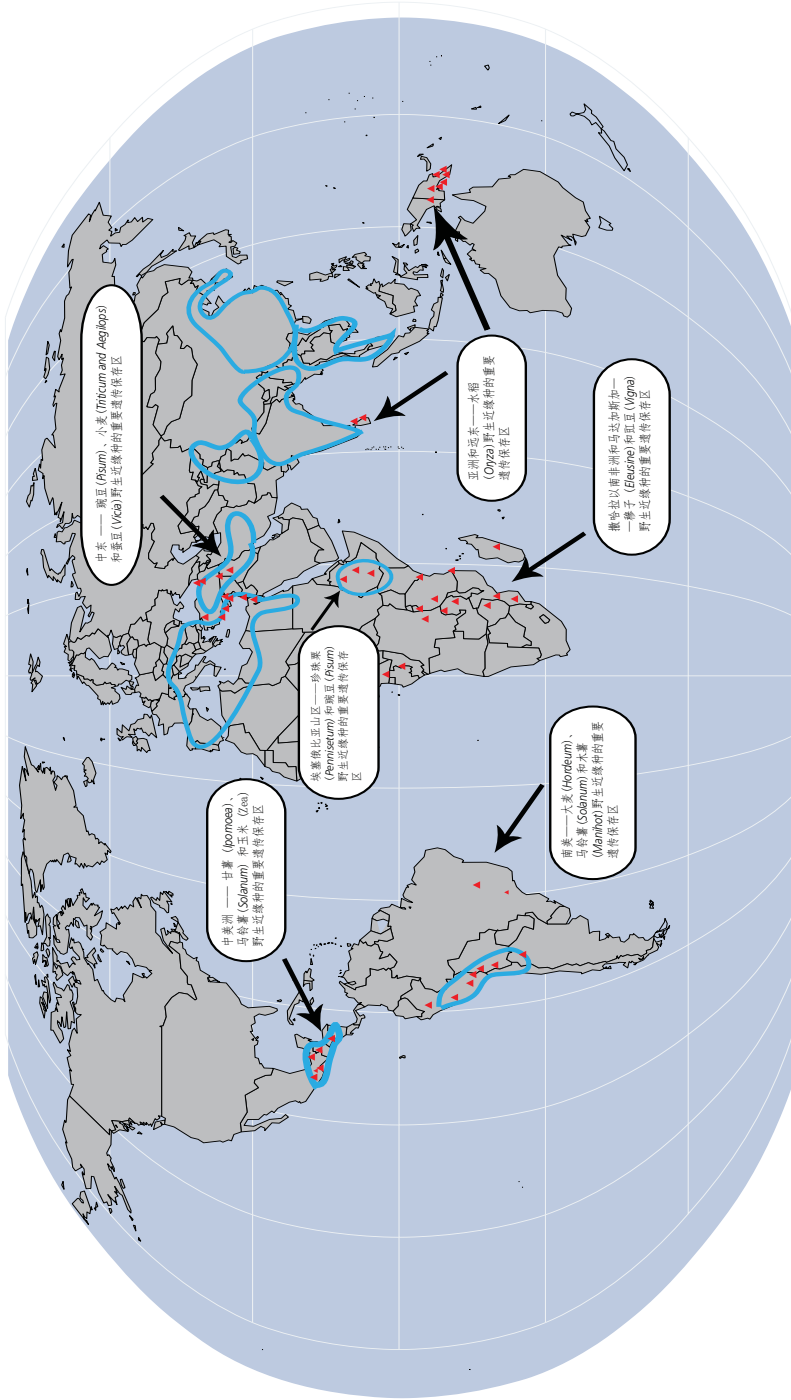 中美洲 —— 甘薯 (Ipomoea)、
马铃薯 (Solanum) 和玉米 (Zea)
野生近缘种的重要遗传保存区
南美——大麦 (Hordeum)、
马铃薯 (Solanum) 和木薯
(Manihot) 野生近缘种的重要
遗传保存区
埃塞俄比亚山区——珍珠粟
(Pennisetum) 和豌豆 (Pisum)
野生近缘种的重要遗传保存
区
中东 —— 豌豆 (Pisum)、小麦 (Triticum and Aegilops)
和蚕豆 (Vicia) 野生近缘种的重要遗传保存区
亚洲和远东——水稻
(Oryza) 野生近缘种的重要
遗传保存区
撒哈拉以南非洲和马达加斯加—
—䅟子 (Eleusine) 和豇豆 (Vigna)
野生近缘种的重要遗传保存区